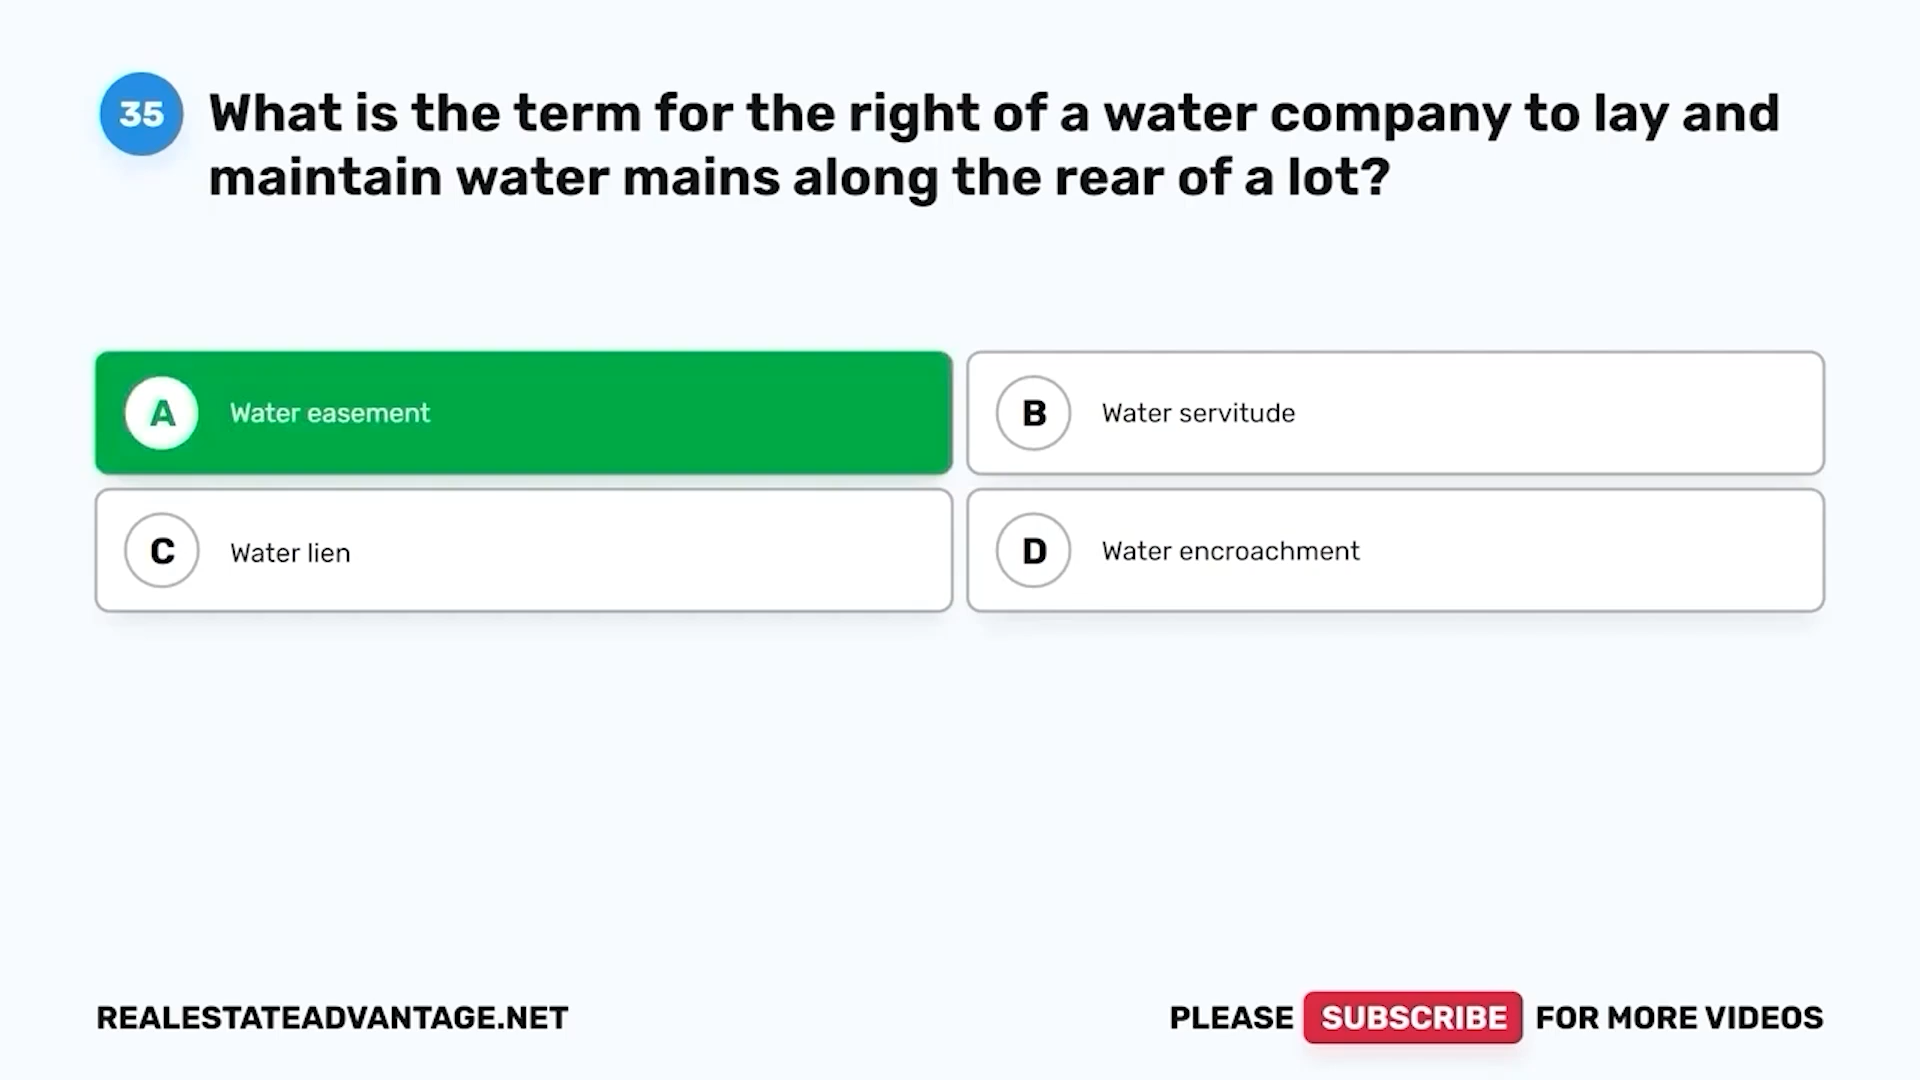 35
What is the term for the right of a water company to lay and
maintain water mains along the rear of a lot?
A Water easement
B Water servitude
C Water lien
D Water encroachment
REALESTATEADVANTAGE.NET
PLEASE SUBSCRIBE FOR MORE VIDEOS